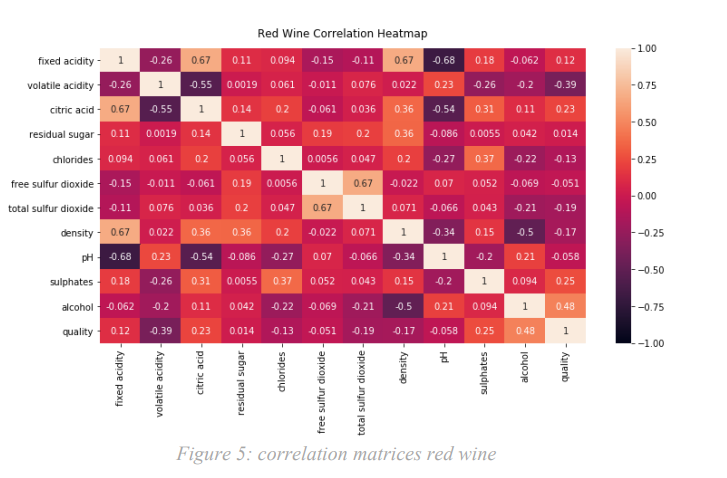 Red Wine Correlation Heatmap
fixed acidity 1 -0.26 0.67 0.11 0.094 -0.15 -0.11 0.67 -0.68 0.18 -0.062 0.12
volatile acidity -0.26 1 -0.55 0.0019 0.061 -0.011 0.076 0.022 0.23 -0.26 -0.2 -0.39
citric acid 0.67 -0.55 1 0.14 0.2 -0.061 0.036 0.36 -0.54 0.31 0.11 0.23
residual sugar 0.11 0.0019 0.14 1 0.056 0.19 0.2 0.36 -0.086 0.0055 0.042 0.014
chlorides 0.094 0.061 0.2 0.056 1 0.0056 0.047 0.2 -0.27 0.37 -0.22 -0.13
free sulfur dioxide -0.15 -0.011 -0.061 0.19 0.0056 1 0.67 -0.022 0.07 0.052 -0.069 -0.051
total sulfur dioxide -0.11 0.076 0.036 0.2 0.047 0.67 1 0.071 -0.066 0.043 -0.21 -0.19
density 0.67 0.022 0.36 0.36 0.2 -0.022 0.071 1 -0.34 0.15 -0.5 -0.17
pH -0.68 0.23 -0.54 -0.086 -0.27 0.07 -0.066 -0.34 1 -0.2 0.21 -0.058
sulphates 0.18 -0.26 0.31 0.0055 0.37 0.052 0.043 0.15 -0.2 1 0.094 0.25
alcohol -0.062 -0.2 0.11 0.042 -0.22 -0.069 -0.21 -0.5 0.21 0.094 1 0.48
quality 0.12 -0.39 0.23 0.014 -0.13 -0.051 -0.19 -0.17 -0.058 0.25 0.48 1
fixed acidity
volatile acidity
citric acid
residual sugar
chlorides
free sulfur dioxide
total sulfur dioxide
density
pH
sulphates
alcohol
quality
1.00
0.75
0.50
0.25
0.00
−0.25
−0.50
−0.75
−1.00
Figure 5: correlation matrices red wine